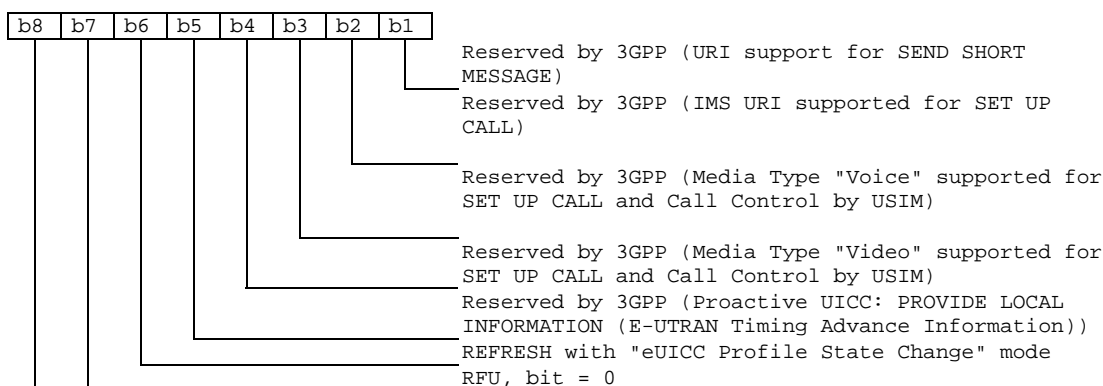 b8 b7 b6 b5 b4 b3 b2 b1
Reserved by 3GPP (URI support for SEND SHORT
MESSAGE)
Reserved by 3GPP (IMS URI supported for SET UP
CALL)
Reserved by 3GPP (Media Type "Voice" supported for
SET UP CALL and Call Control by USIM)
Reserved by 3GPP (Media Type "Video" supported for
SET UP CALL and Call Control by USIM)
Reserved by 3GPP (Proactive UICC: PROVIDE LOCAL
INFORMATION (E-UTRAN Timing Advance Information))
REFRESH with "eUICC Profile State Change" mode
RFU, bit = 0